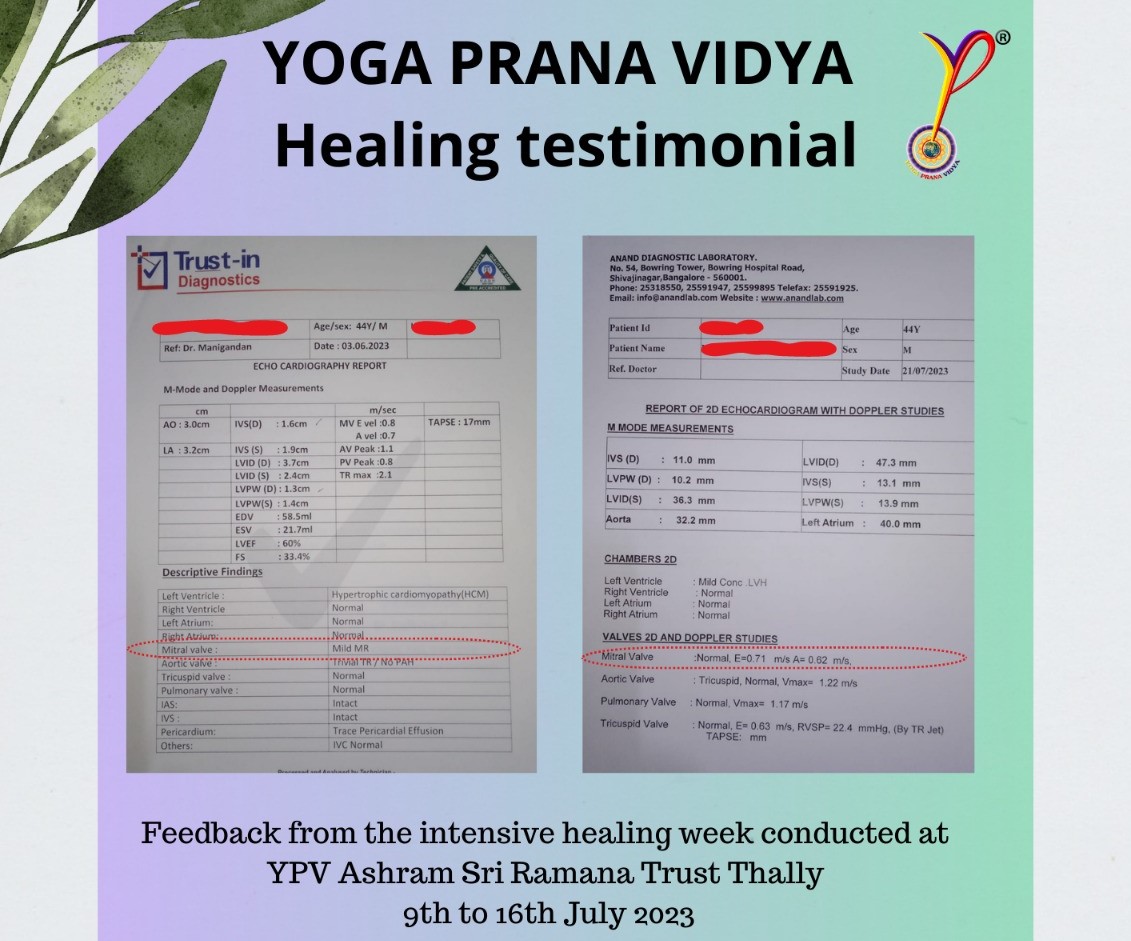 YOGA PRANA VIDYA
Healing testimonial
®
YOGA PRANA VIDYA
Trust-in
Diagnostics
Age/sex: 44Y/ M
Ref: Dr. Manigandan
Date : 03.06.2023
ECHO CARDIOGRAPHY REPORT
M-Mode and Doppler Measurements
cm
m/sec
AO : 3.0cm IVS(D) : 1.6cm MV E vel :0.8 TAPSE : 17mm
A vel :0.7
LA : 3.2cm IVS (S) : 1.9cm AV Peak :1.1
LVID (D) : 3.7cm PV Peak :0.8
LVID (S) : 2.4cm TR max :2.1
LVPW (D) : 1.3cm
LVPW(S) : 1.4cm
EDV : 58.5ml
ESV : 21.7ml
LVEF : 60%
FS : 33.4%
Descriptive Findings
Left Ventricle : Hypertrophic cardiomyopathy(HCM)
Right Ventricle Normal
Left Atrium: Normal
Right Atrium: Normal
Mitral valve : Mild MR
Aortic valve : Trivial TR / No PAH
Tricuspid valve : Normal
Pulmonary valve : Normal
IAS: Intact
IVS : Intact
Pericardium: Trace Pericardial Effusion
Others: IVC Normal
Processed and Analysed by Technician -
ANAND DIAGNOSTIC LABORATORY.
No. 54, Bowring Tower, Bowring Hospital Road,
Shivajinagar,Bangalore - 560001.
Phone: 25318550, 25591947, 25599895 Telefax: 25591925.
Email: info@anandlab.com Website : www.anandlab.com
Patient Id Age 44Y
Patient Name Sex M
Ref. Doctor Study Date 21/07/2023
REPORT OF 2D ECHOCARDIOGRAM WITH DOPPLER STUDIES
M MODE MEASUREMENTS
IVS (D) : 11.0 mm LVID(D) : 47.3 mm
LVPW (D) : 10.2 mm IVS(S) : 13.1 mm
LVID(S) : 36.3 mm LVPW(S) : 13.9 mm
Aorta : 32.2 mm Left Atrium : 40.0 mm
CHAMBERS 2D
Left Ventricle : Mild Conc .LVH
Right Ventricle : Normal
Left Atrium : Normal
Right Atrium : Normal
VALVES 2D AND DOPPLER STUDIES
Mitral Valve :Normal, E=0.71 m/s A= 0.62 m/s,
Aortic Valve : Tricuspid, Normal, Vmax= 1.22 m/s
Pulmonary Valve : Normal, Vmax= 1.17 m/s
Tricuspid Valve : Normal, E= 0.63 m/s, RVSP= 22.4 mmHg, (By TR Jet)
TAPSE: mm
Feedback from the intensive healing week conducted at
YPV Ashram Sri Ramana Trust Thally
9th to 16th July 2023